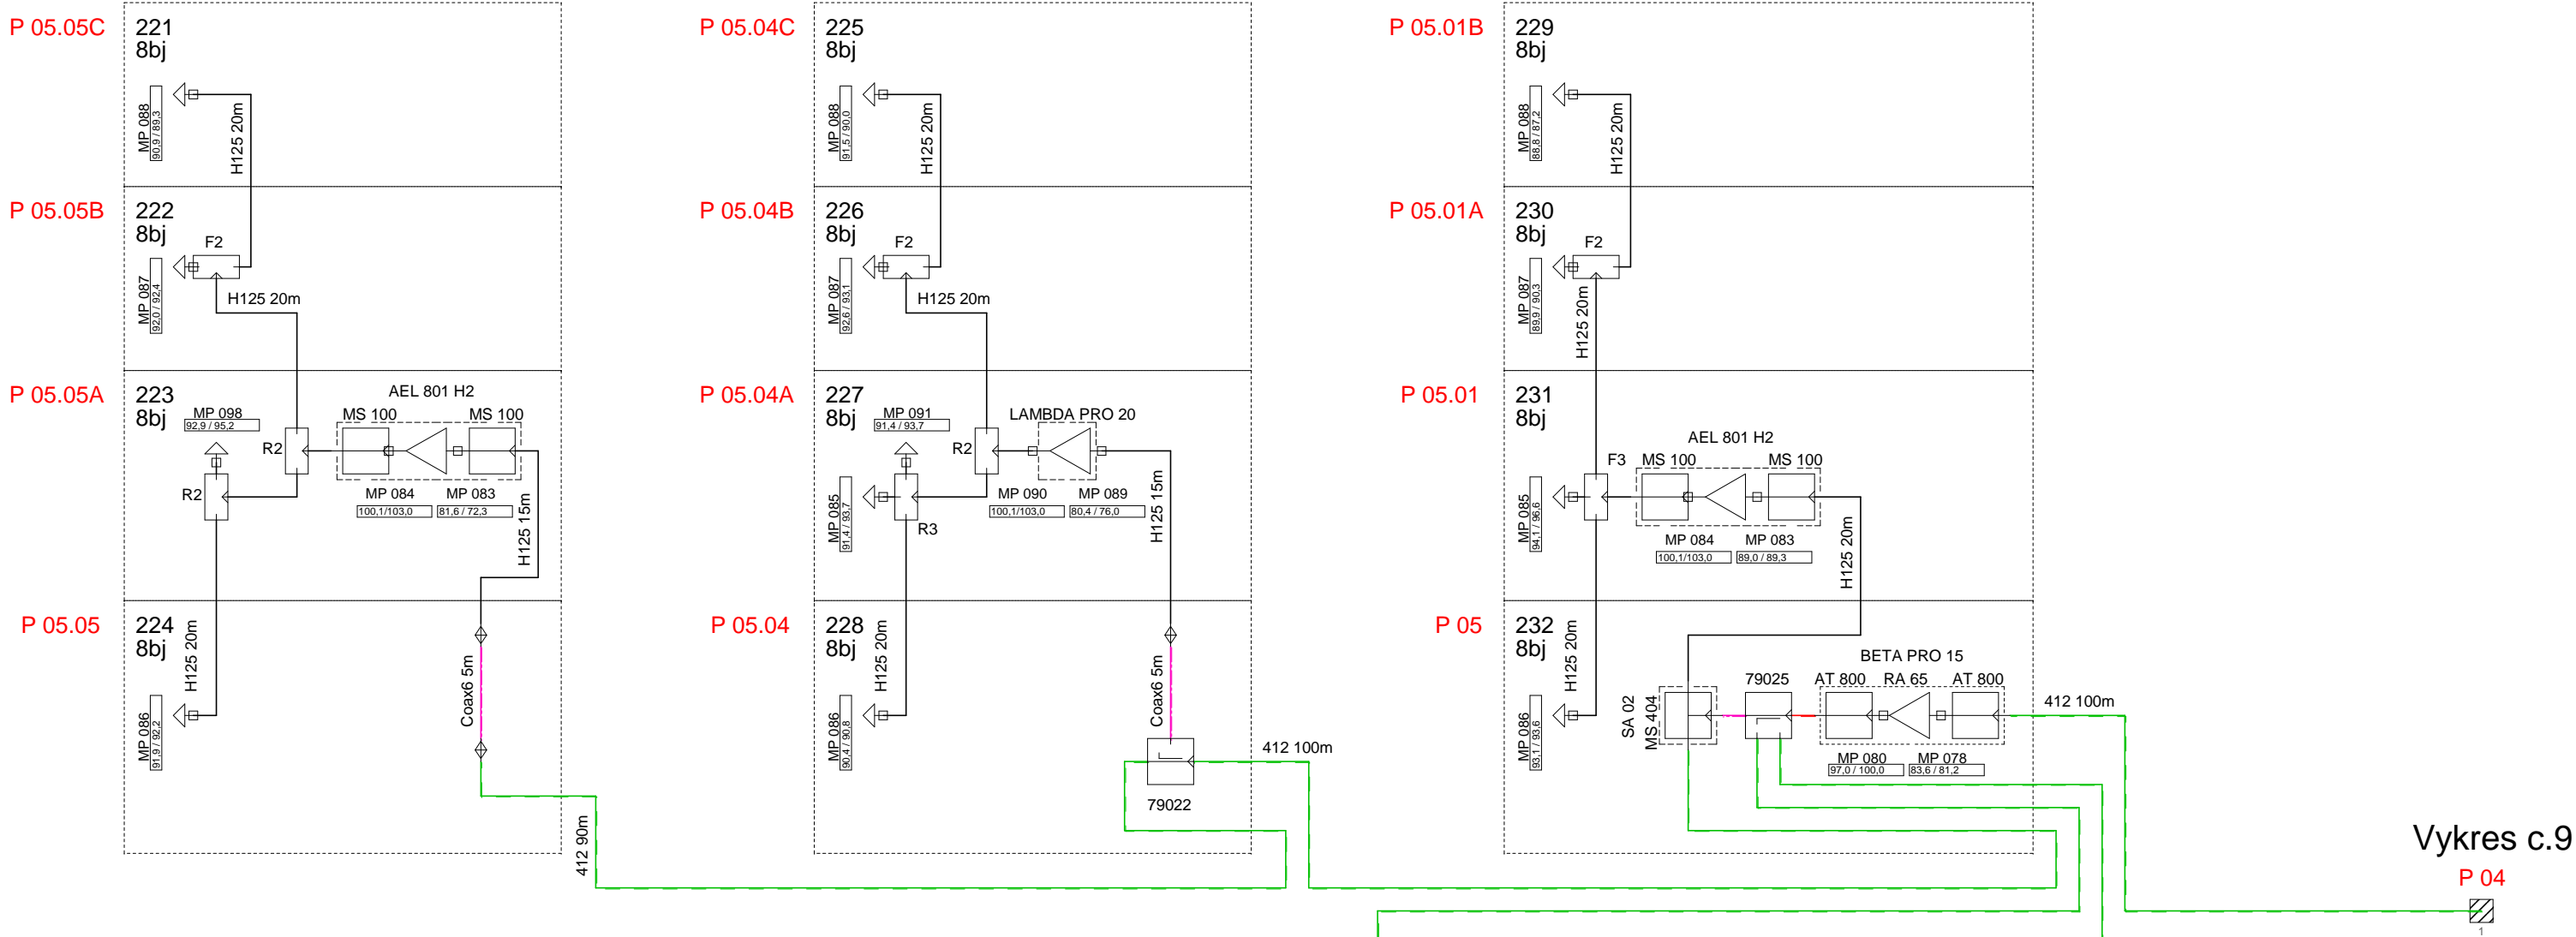 P 05.05C
221
8bj
MP 088
90,9 / 89,3
H125 20m
P 05.05B
222
8bj
F2
MP 087
92,0 / 92,4
H125 20m
P 05.05A
223
8bj
MP 098
92,9 / 95,2
R2
R2
AEL 801 H2
MS 100
MS 100
MP 084
100,1/103,0
MP 083
81,6 / 72,3
H125 15m
P 05.05
224
8bj
H125 20m
MP 086
91,9 / 92,2
Coax6 5m
412 90m
P 05.04C
225
8bj
MP 088
91,5 / 90,0
H125 20m
P 05.04B
226
8bj
F2
MP 087
92,6 / 93,1
H125 20m
P 05.04A
227
8bj
MP 091
91,4 / 93,7
MP 085
91,4 / 93,7
R2
R3
LAMBDA PRO 20
MP 090
100,1/103,0
MP 089
80,4 / 76,0
H125 15m
P 05.04
228
8bj
H125 20m
MP 086
90,4 / 90,8
Coax6 5m
79022
412 100m
P 05.01B
229
8bj
MP 088
88,8 / 87,2
H125 20m
P 05.01A
230
8bj
F2
MP 087
89,9 / 90,3
H125 20m
P 05.01
231
8bj
MP 085
94,1 / 96,6
F3
AEL 801 H2
MS 100
MS 100
MP 084
100,1/103,0
MP 083
89,0 / 89,3
H125 20m
P 05
232
8bj
H125 20m
MP 086
93,1 / 93,6
SA 02
MS 404
79025
BETA PRO 15
AT 800
RA 65
AT 800
MP 080
97,0 / 100,0
MP 078
83,6 / 81,2
412 100m
Vykres c.9
P 04
1